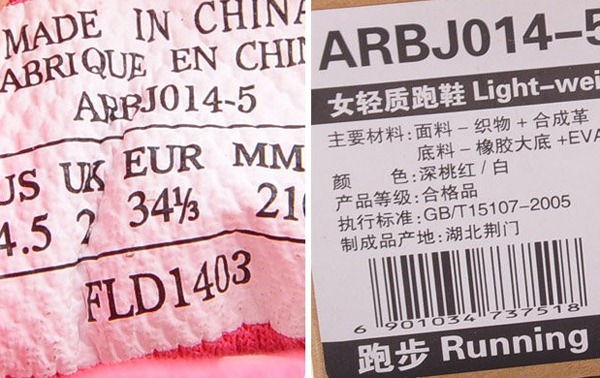 MADE IN CHINA
FABRIQUE EN CHIN
ARBJ014-5
US UK EUR MM
4.5 2 34⅓ 21
FLD1403
ARBJ014-5
女轻质跑鞋 Light-wei
主要材料:面料-织物+合成革
底料-橡胶大底+EVA
颜 色:深桃红/白
产品等级:合格品
执行标准:GB/T15107-2005
制成品产地:湖北荆门
6 901034 737518
跑步 Running